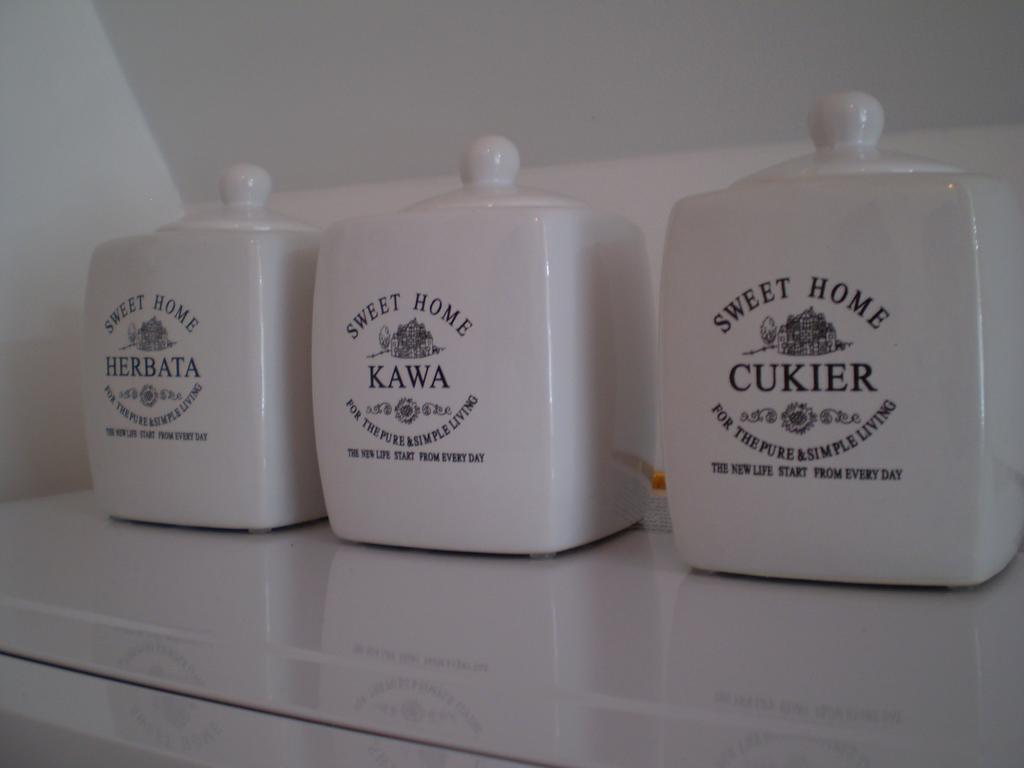 SWEET HOME
HERBATA
FOR THE PURE & SIMPLE LIVING
THE NEW LIFE START FROM EVERY DAY
SWEET HOME
KAWA
FOR THE PURE & SIMPLE LIVING
THE NEW LIFE START FROM EVERY DAY
SWEET HOME
CUKIER
FOR THE PURE & SIMPLE LIVING
THE NEW LIFE START FROM EVERY DAY